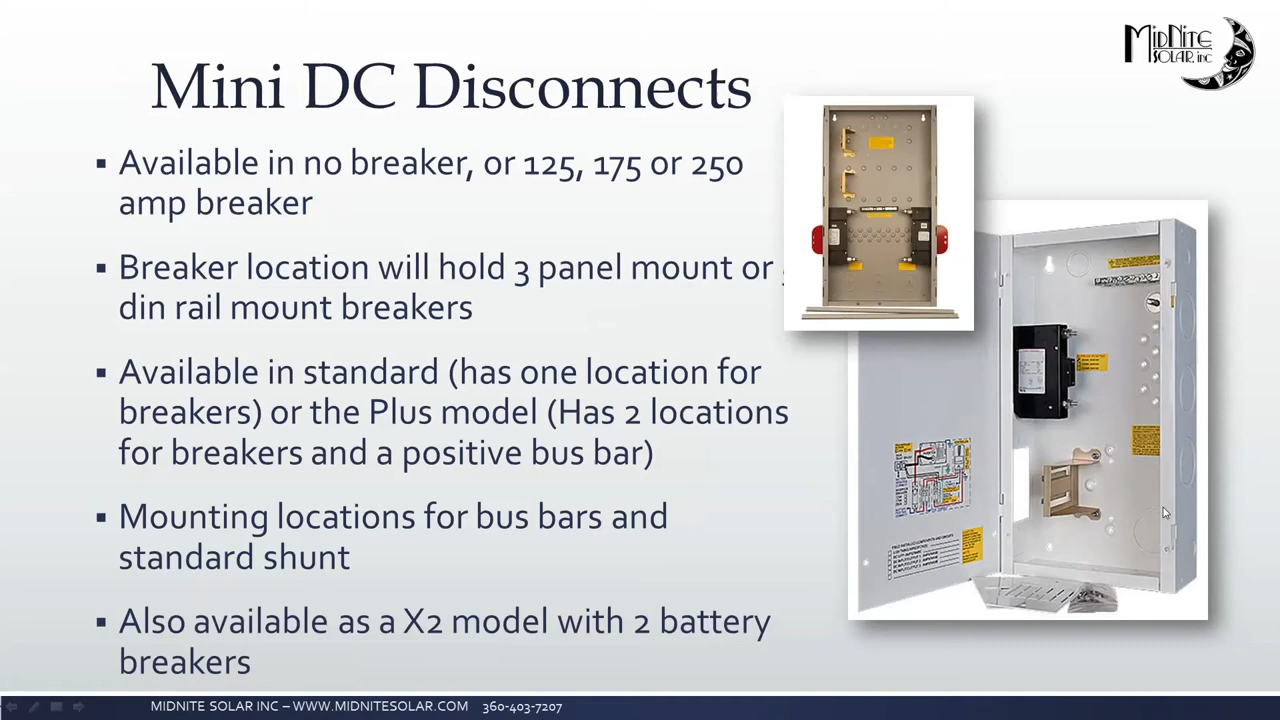 MidNite
SOLAR, inc
Mini DC Disconnects
▪ Available in no breaker, or 125, 175 or 250
amp breaker
▪ Breaker location will hold 3 panel mount or
din rail mount breakers
▪ Available in standard (has one location for
breakers) or the Plus model (Has 2 locations
for breakers and a positive bus bar)
▪ Mounting locations for bus bars and
standard shunt
▪ Also available as a X2 model with 2 battery
breakers
MIDNITE SOLAR INC – WWW.MIDNITESOLAR.COM 360-403-7207